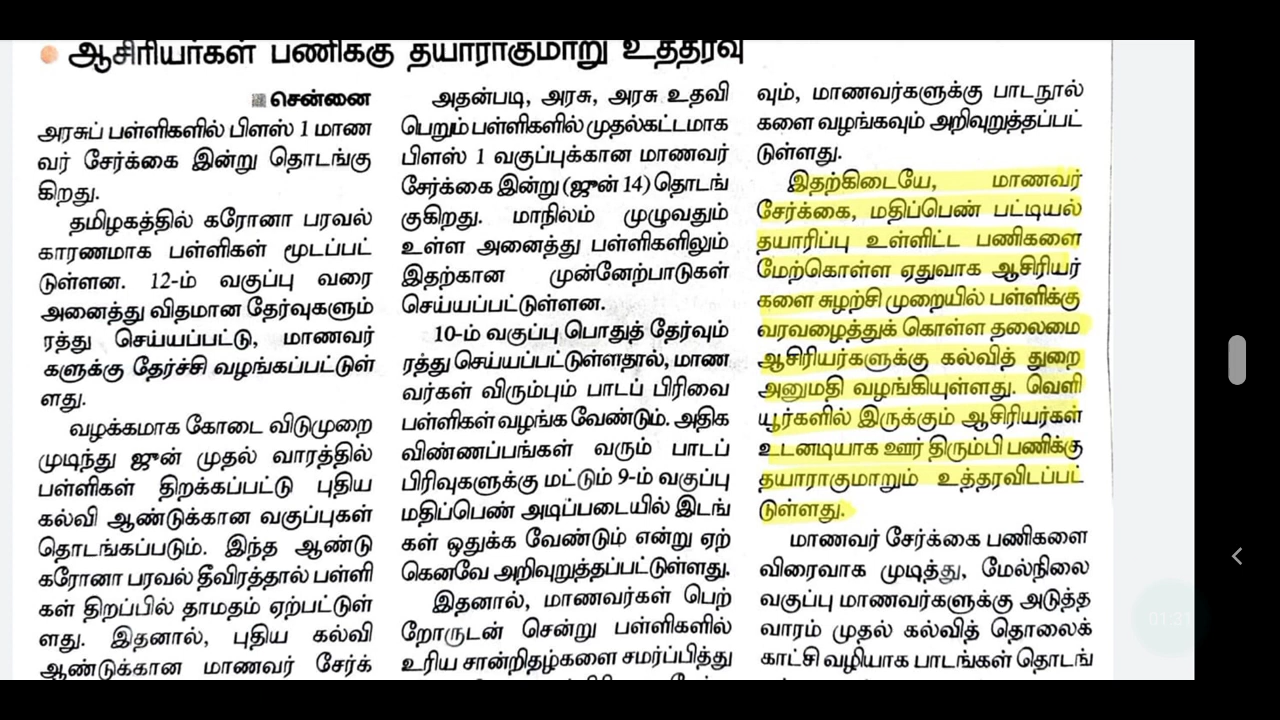 ஆசிரியர்கள் பணிக்கு தயாராகுமாறு உத்தரவு
சென்னை
அரசுப் பள்ளிகளில் பிளஸ் 1 மாண
வர் சேர்க்கை இன்று தொடங்கு
கிறது.
தமிழகத்தில் கரோனா பரவல்
காரணமாக பள்ளிகள் மூடப்பட்
டுள்ளன. 12-ம் வகுப்பு வரை
அனைத்து விதமான தேர்வுகளும்
ரத்து செய்யப்பட்டு, மாணவர்
களுக்கு தேர்ச்சி வழங்கப்பட்டுள்
ளது.
வழக்கமாக கோடை விடுமுறை
முடிந்து ஜுன் முதல் வாரத்தில்
பள்ளிகள் திறக்கப்பட்டு புதிய
கல்வி ஆண்டுக்கான வகுப்புகள்
தொடங்கப்படும். இந்த ஆண்டு
கரோனா பரவல் தீவிரத்தால் பள்ளி
கள் திறப்பில் தாமதம் ஏற்பட்டுள்
ளது. இதனால், புதிய கல்வி
ஆண்டுக்கான மாணவர் சேர்க்
அதன்படி, அரசு, அரசு உதவி
பெறும் பள்ளிகளில் முதல்கட்டமாக
பிளஸ் 1 வகுப்புக்கான மாணவர்
சேர்க்கை இன்று (ஜுன் 14) தொடங்
குகிறது. மாநிலம் முழுவதும்
உள்ள அனைத்து பள்ளிகளிலும்
இதற்கான முன்னேற்பாடுகள்
செய்யப்பட்டுள்ளன.
10-ம் வகுப்பு பொதுத் தேர்வும்
ரத்து செய்யப்பட்டுள்ளதால், மாண
வர்கள் விரும்பும் பாடப் பிரிவை
பள்ளிகள் வழங்க வேண்டும். அதிக
விண்ணப்பங்கள் வரும் பாடப்
பிரிவுகளுக்கு மட்டும் 9-ம் வகுப்பு
மதிப்பெண் அடிப்படையில் இடங்
கள் ஒதுக்க வேண்டும் என்று ஏற்
கெனவே அறிவுறுத்தப்பட்டுள்ளது.
இதனால், மாணவர்கள் பெற்
றோருடன் சென்று பள்ளிகளில்
உரிய சான்றிதழ்களை சமர்ப்பித்து
வும், மாணவர்களுக்கு பாடநூல்
களை வழங்கவும் அறிவுறுத்தப்பட்
டுள்ளது.
இதற்கிடையே, மாணவர்
சேர்க்கை, மதிப்பெண் பட்டியல்
தயாரிப்பு உள்ளிட்ட பணிகளை
மேற்கொள்ள ஏதுவாக ஆசிரியர்
களை சுழற்சி முறையில் பள்ளிக்கு
வரவழைத்துக் கொள்ள தலைமை
ஆசிரியர்களுக்கு கல்வித் துறை
அனுமதி வழங்கியுள்ளது. வெளி
யூர்களில் இருக்கும் ஆசிரியர்கள்
உடனடியாக ஊர் திரும்பி பணிக்கு
தயாராகுமாறும் உத்தரவிடப்பட்
டுள்ளது.
மாணவர் சேர்க்கை பணிகளை
விரைவாக முடித்து, மேல்நிலை
வகுப்பு மாணவர்களுக்கு அடுத்த
வாரம் முதல் கல்வித் தொலைக்
காட்சி வழியாக பாடங்கள் தொடங்
01:31